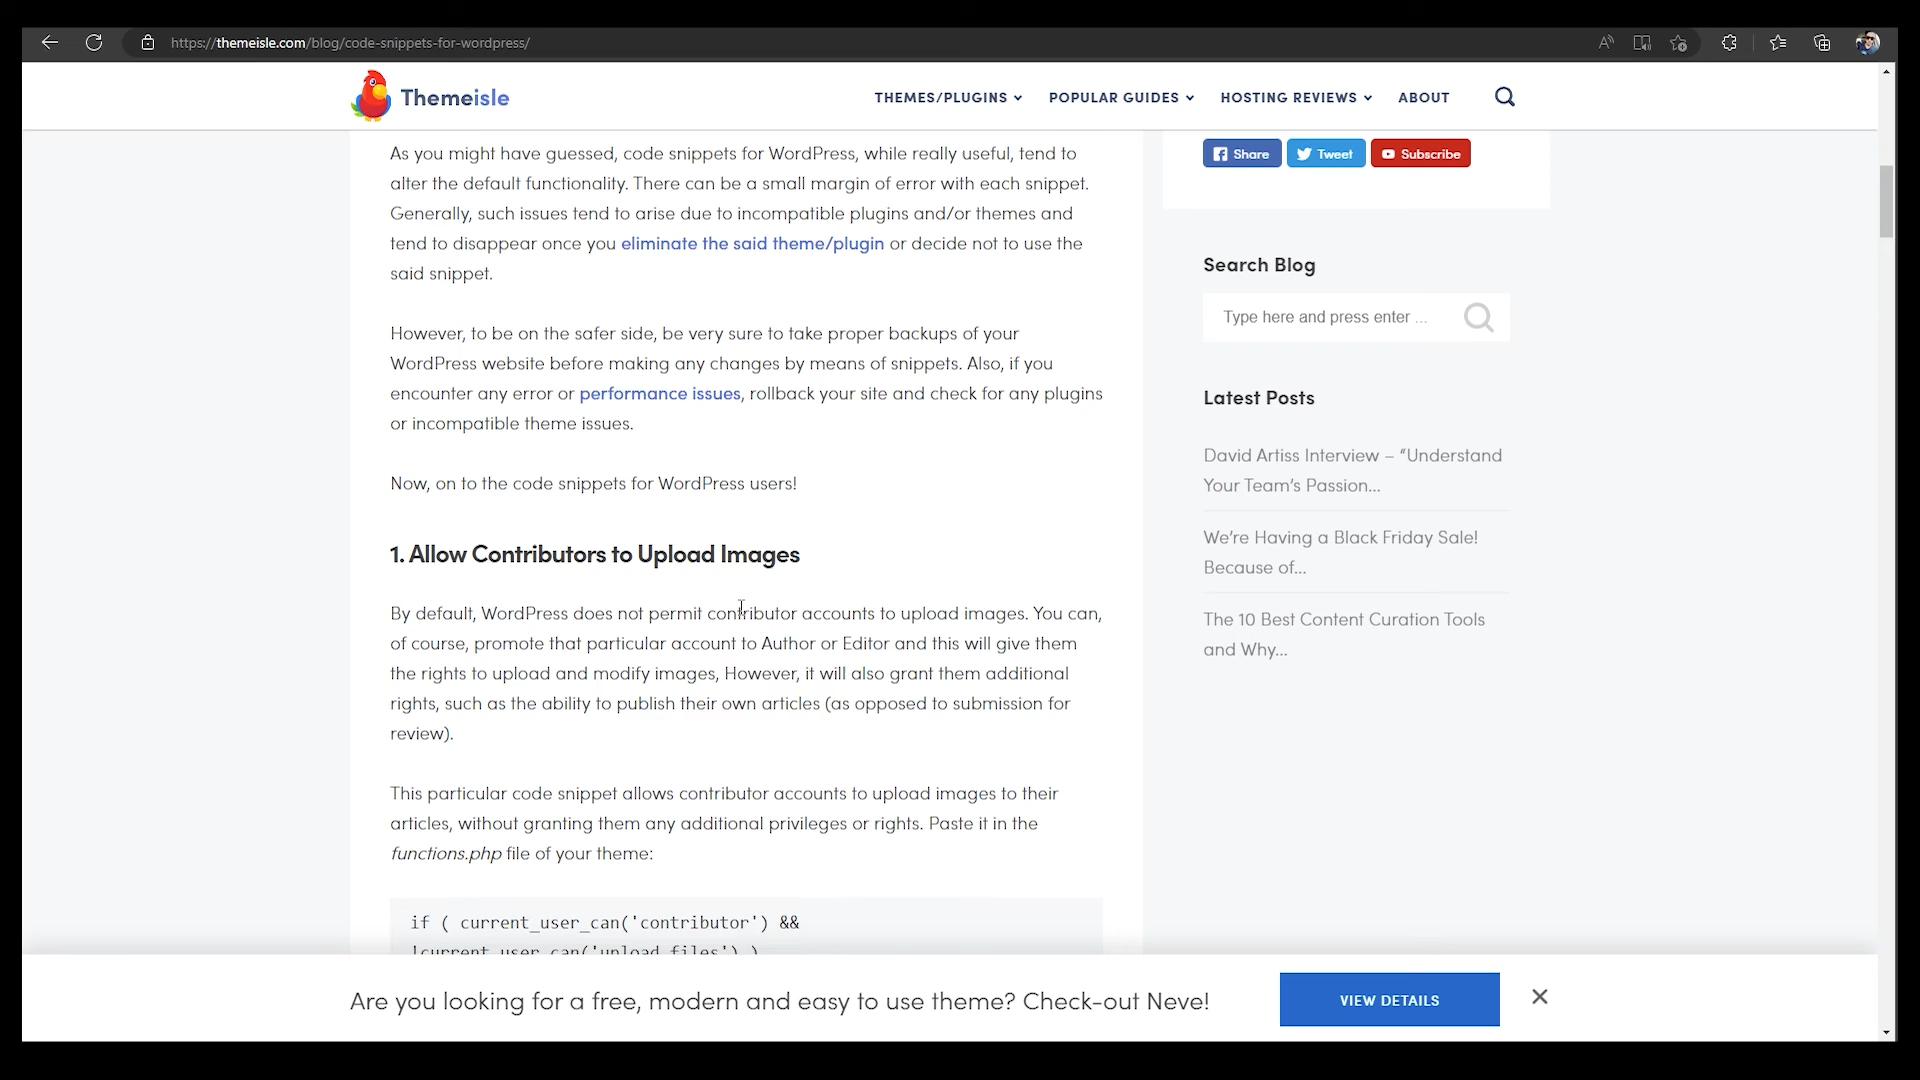 https://themeisle.com/blog/code-snippets-for-wordpress/
Themeisle
THEMES/PLUGINS
POPULAR GUIDES
HOSTING REVIEWS
ABOUT
As you might have guessed, code snippets for WordPress, while really useful, tend to
alter the default functionality. There can be a small margin of error with each snippet.
Generally, such issues tend to arise due to incompatible plugins and/or themes and
tend to disappear once you eliminate the said theme/plugin or decide not to use the
said snippet.
However, to be on the safer side, be very sure to take proper backups of your
WordPress website before making any changes by means of snippets. Also, if you
encounter any error or performance issues, rollback your site and check for any plugins
or incompatible theme issues.
Now, on to the code snippets for WordPress users!
1. Allow Contributors to Upload Images
By default, WordPress does not permit contributor accounts to upload images. You can,
of course, promote that particular account to Author or Editor and this will give them
the rights to upload and modify images, However, it will also grant them additional
rights, such as the ability to publish their own articles (as opposed to submission for
review).
This particular code snippet allows contributor accounts to upload images to their
articles, without granting them any additional privileges or rights. Paste it in the
functions.php file of your theme:
if ( current_user_can('contributor') &&
!current_user_can('upload_files') )
Share
Tweet
Subscribe
Search Blog
Type here and press enter ...
Latest Posts
David Artiss Interview – “Understand
Your Team’s Passion...
We’re Having a Black Friday Sale!
Because of...
The 10 Best Content Curation Tools
and Why...
Are you looking for a free, modern and easy to use theme? Check-out Neve!
VIEW DETAILS